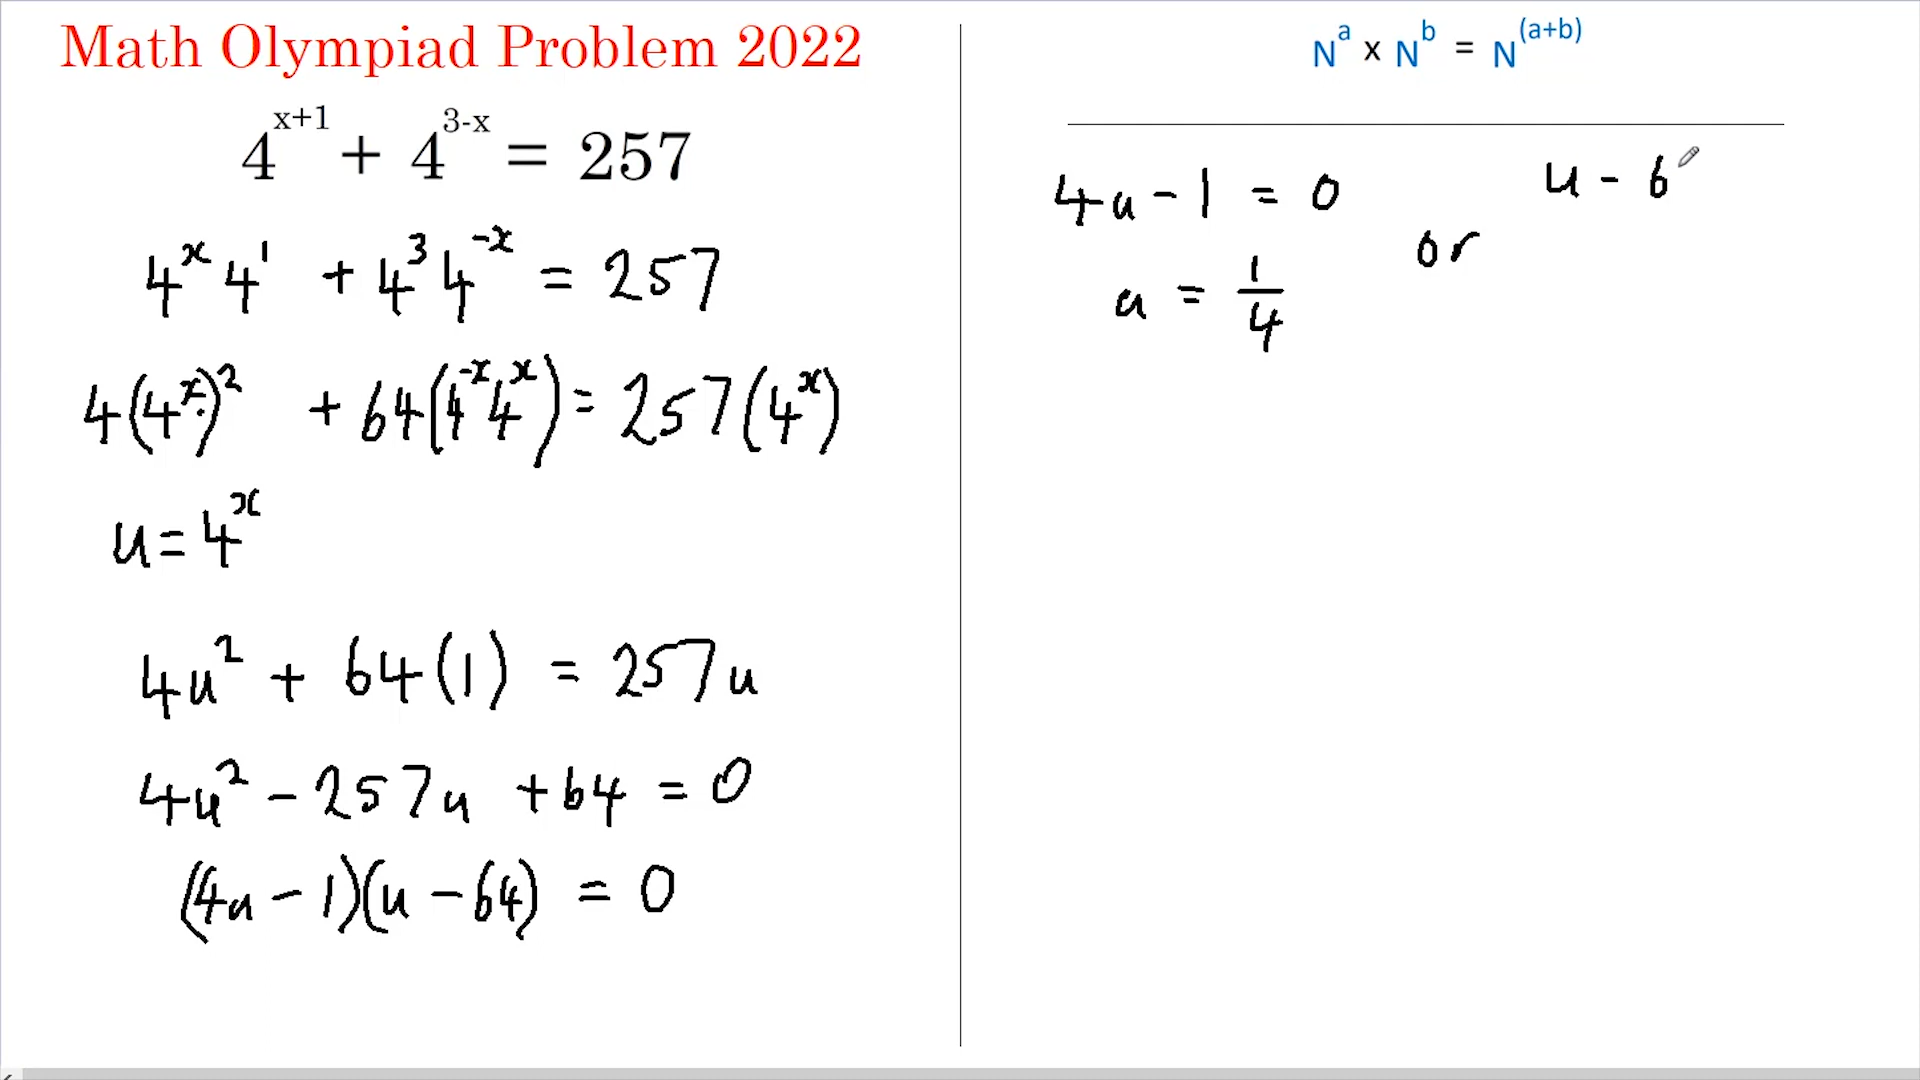 Math Olympiad Problem 2022
4^{x+1} + 4^{3-x} = 257
4^x 4^1 + 4^3 4^{-x} = 257
4(4^x)^2 + 64(4^{-x} 4^x) = 257(4^x)
u = 4^x
4u^2 + 64(1) = 257u
4u^2 - 257u + 64 = 0
(4u - 1)(u - 64) = 0
N^a x N^b = N^{(a+b)}
4u - 1 = 0 or u - 6
u = 1/4